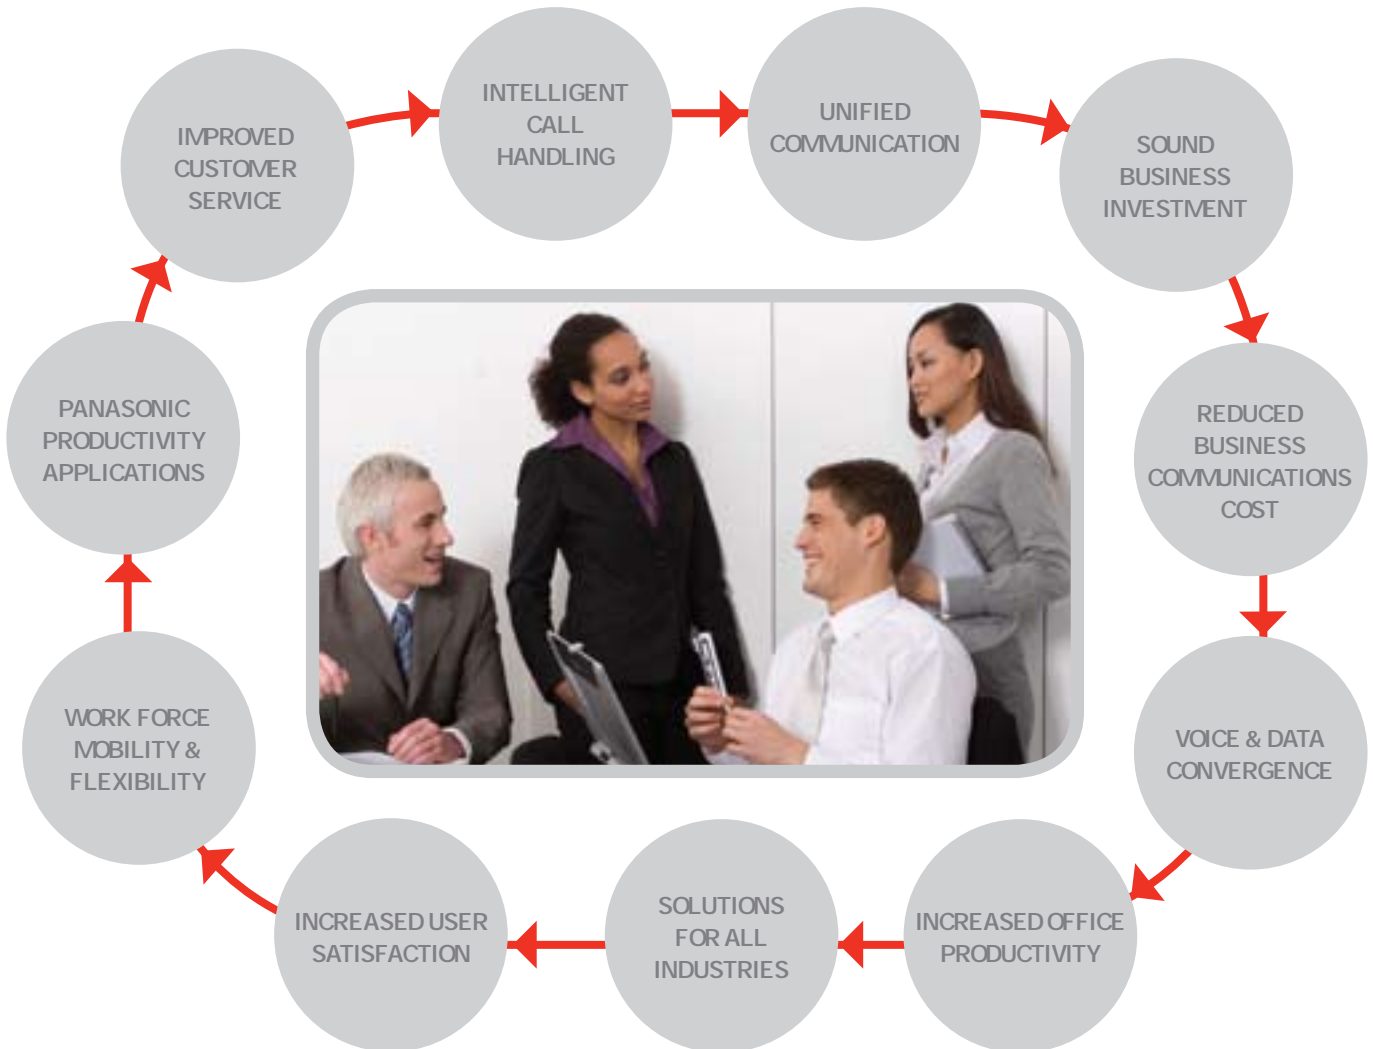 IMPROVED
CUSTOMER
SERVICE
INTELLIGENT
CALL
HANDLING
UNIFIED
COMMUNICATION
SOUND
BUSINESS
INVESTMENT
REDUCED
BUSINESS
COMMUNICATIONS
COST
VOICE & DATA
CONVERGENCE
INCREASED OFFICE
PRODUCTIVITY
SOLUTIONS
FOR ALL
INDUSTRIES
INCREASED USER
SATISFACTION
WORK FORCE
MOBILITY &
FLEXIBILITY
PANASONIC
PRODUCTIVITY
APPLICATIONS